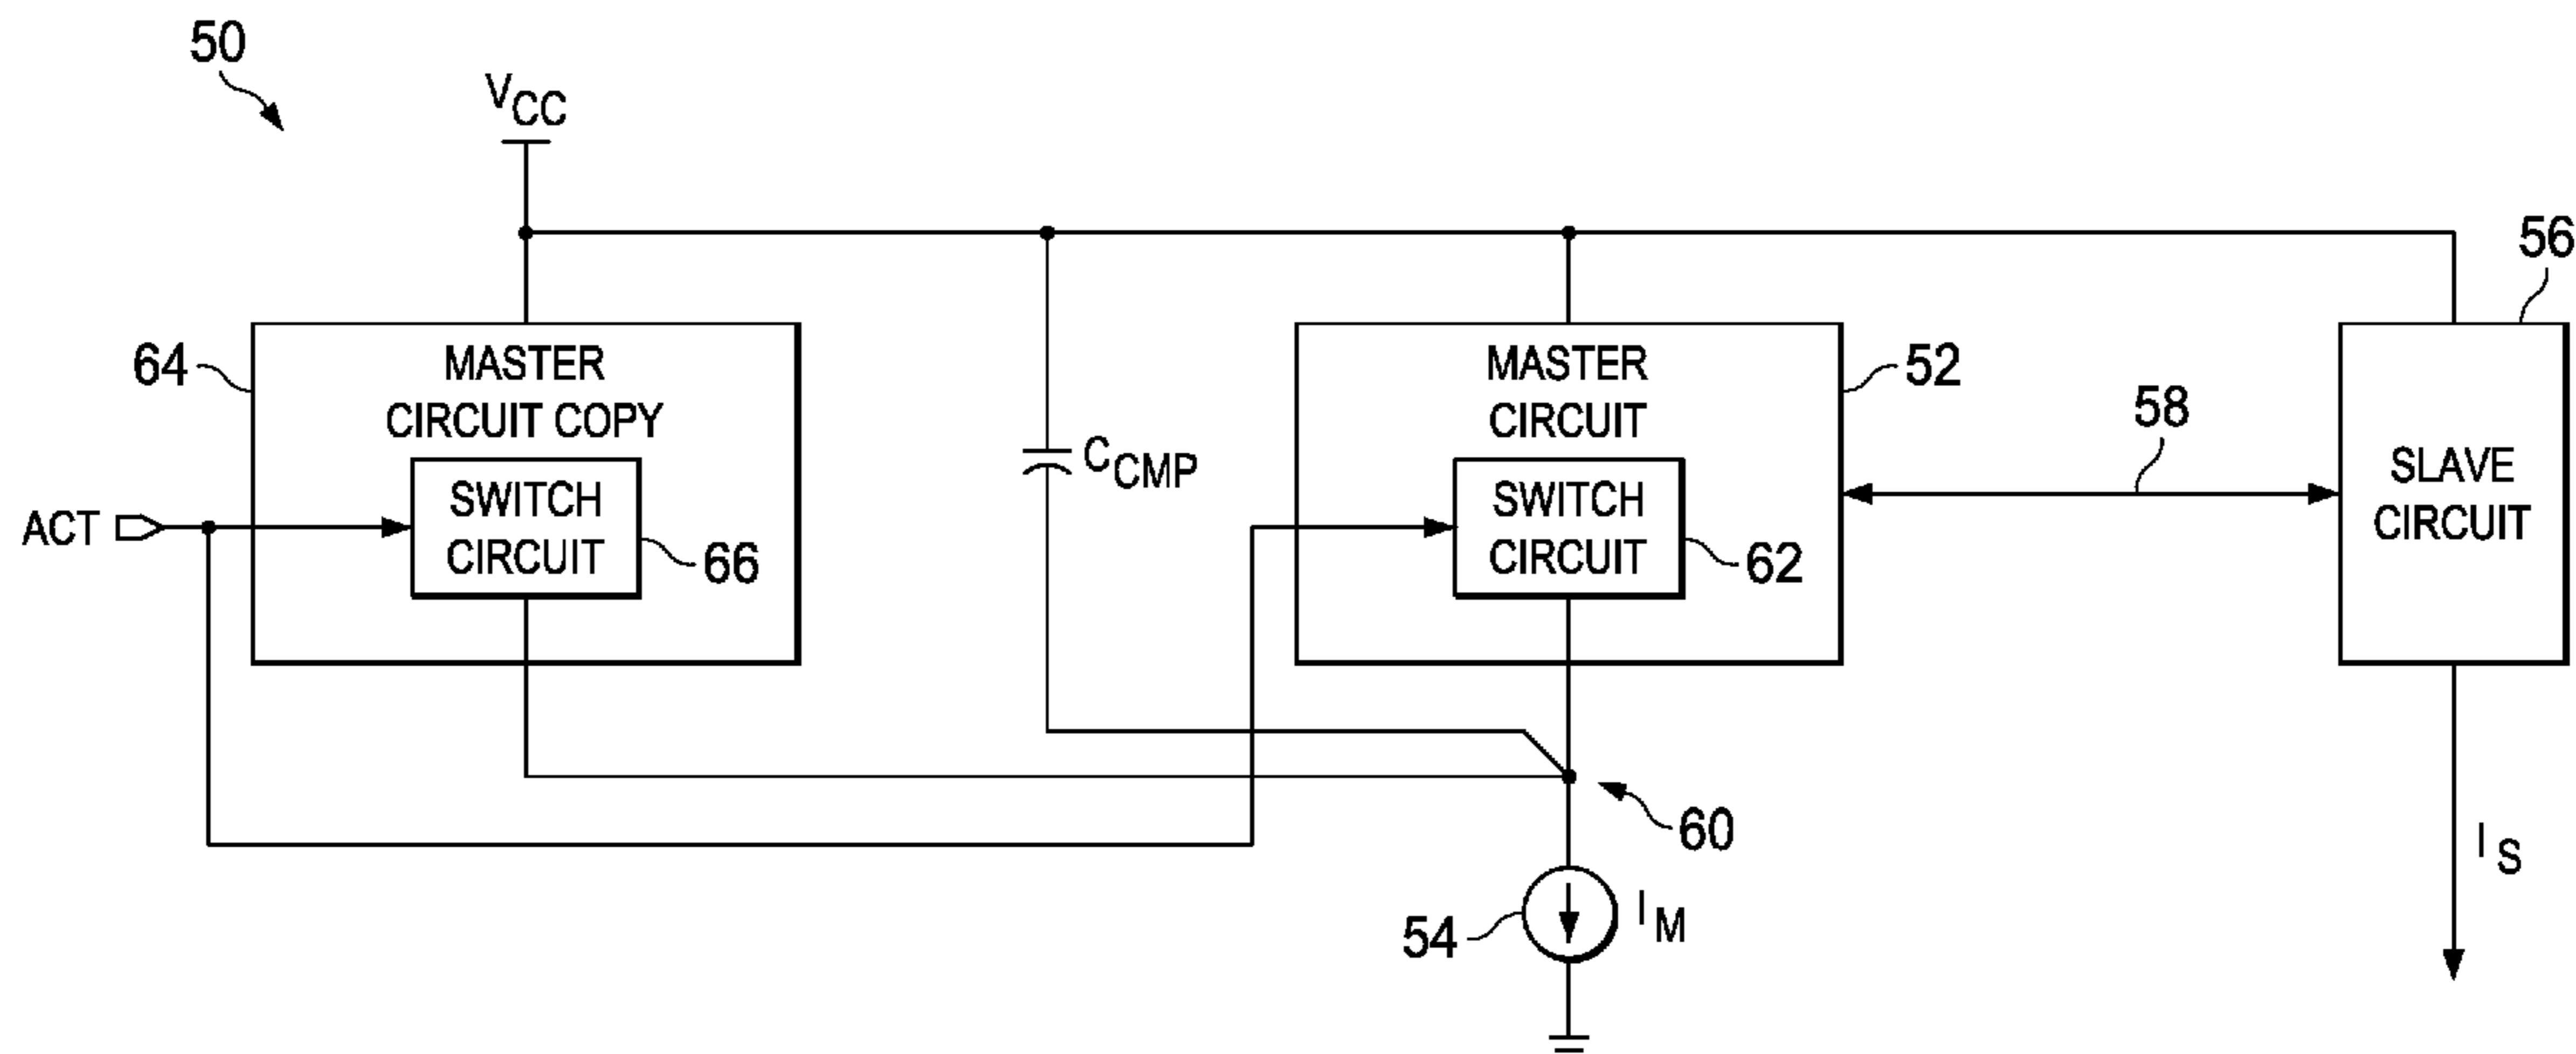 50
VCC
56
64
MASTER
CIRCUIT COPY
MASTER
CIRCUIT
52
58
CCMP
SWITCH
CIRCUIT
66
SWITCH
CIRCUIT
62
SLAVE
CIRCUIT
ACT
60
IS
54
IM